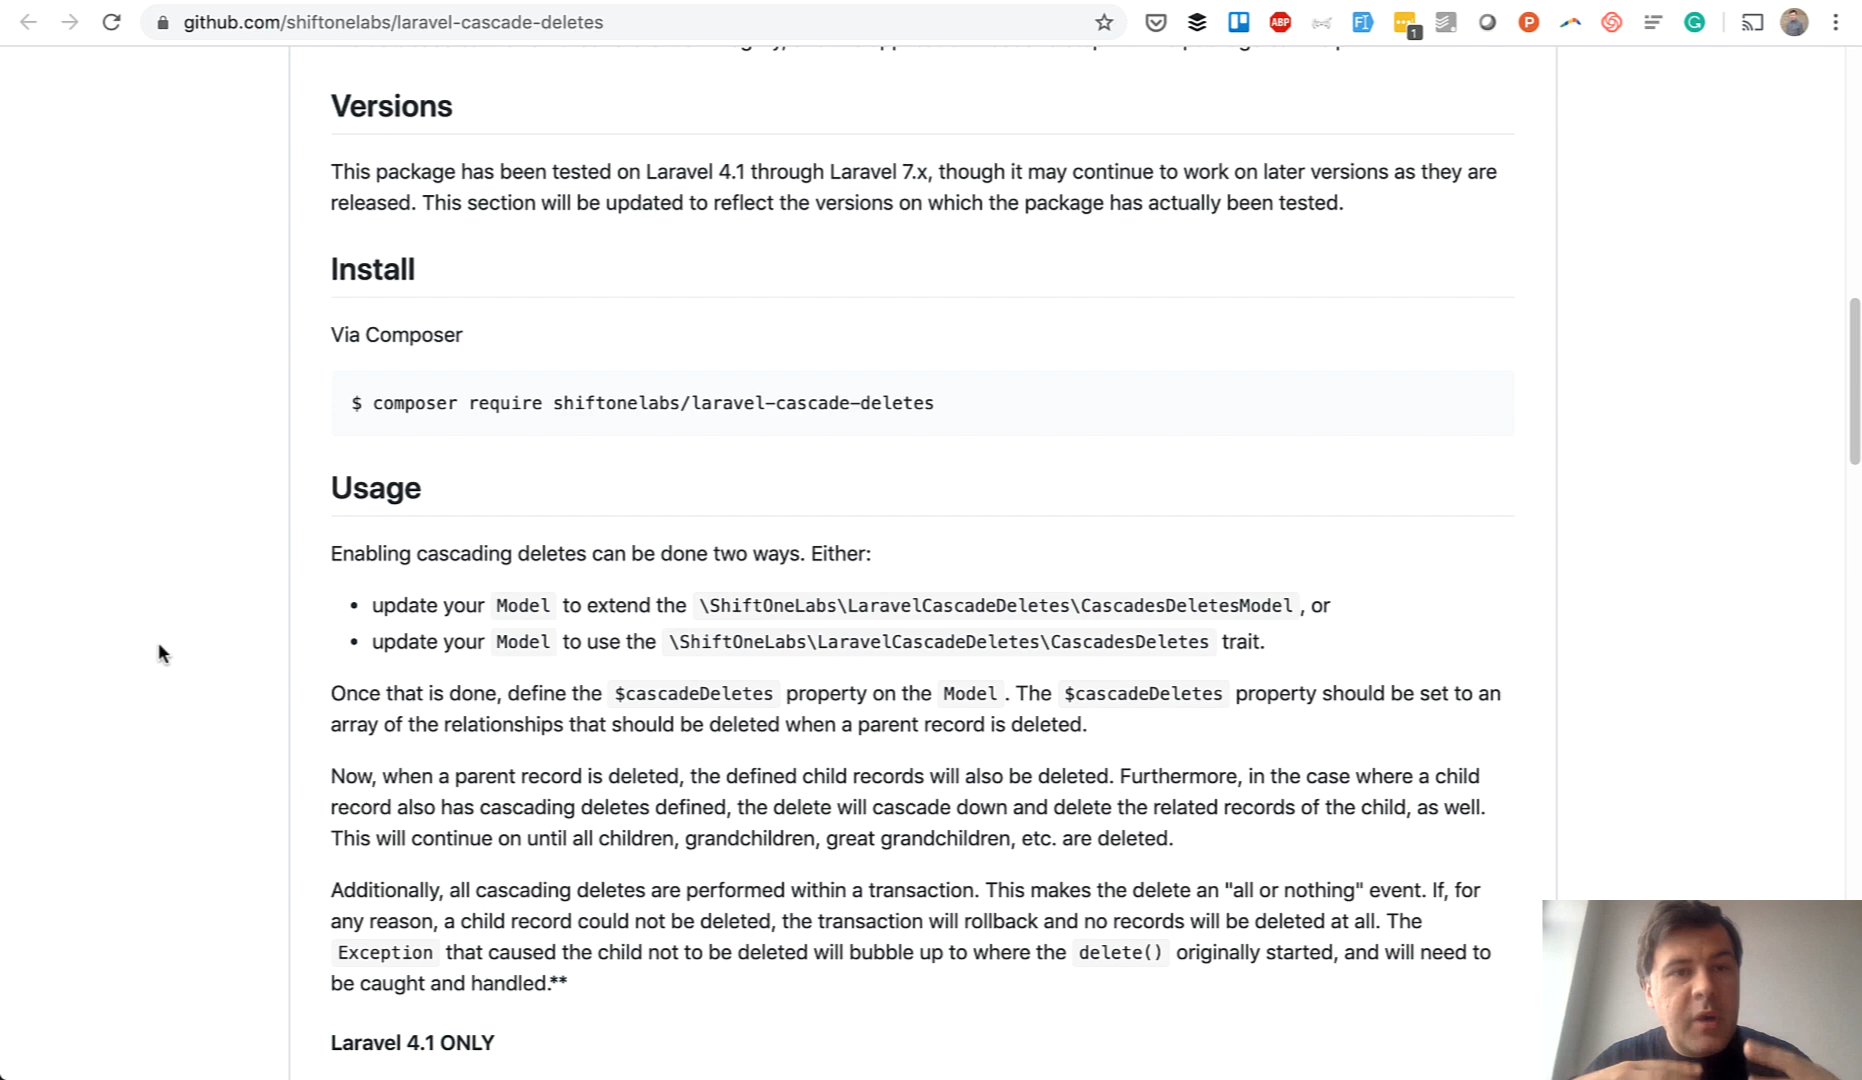 github.com/shiftonelabs/laravel-cascade-deletes
ABP
FI
1
P
G
Versions
This package has been tested on Laravel 4.1 through Laravel 7.x, though it may continue to work on later versions as they are
released. This section will be updated to reflect the versions on which the package has actually been tested.
Install
Via Composer
$ composer require shiftonelabs/laravel-cascade-deletes
Usage
Enabling cascading deletes can be done two ways. Either:
• update your Model to extend the \ShiftOneLabs\LaravelCascadeDeletes\CascadesDeletesModel , or
• update your Model to use the \ShiftOneLabs\LaravelCascadeDeletes\CascadesDeletes trait.
Once that is done, define the $cascadeDeletes property on the Model . The $cascadeDeletes property should be set to an
array of the relationships that should be deleted when a parent record is deleted.
Now, when a parent record is deleted, the defined child records will also be deleted. Furthermore, in the case where a child
record also has cascading deletes defined, the delete will cascade down and delete the related records of the child, as well.
This will continue on until all children, grandchildren, great grandchildren, etc. are deleted.
Additionally, all cascading deletes are performed within a transaction. This makes the delete an "all or nothing" event. If, for
any reason, a child record could not be deleted, the transaction will rollback and no records will be deleted at all. The
Exception that caused the child not to be deleted will bubble up to where the delete() originally started, and will need to
be caught and handled.**
Laravel 4.1 ONLY